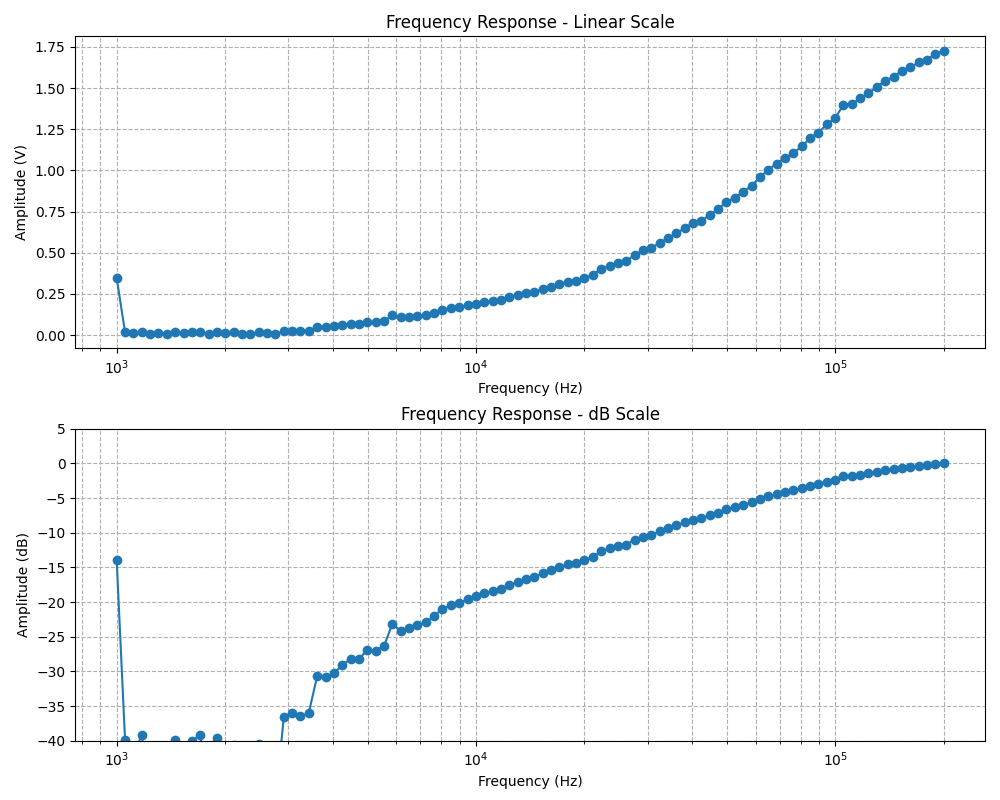 Frequency Response - Linear Scale
1.75
1.50
1.25
1.00
0.75
0.50
0.25
0.00
Amplitude (V)
10³ 10⁴ 10⁵
Frequency (Hz)
Frequency Response - dB Scale
5
0
−5
−10
−15
−20
−25
−30
−35
−40
Amplitude (dB)
10³ 10⁴ 10⁵
Frequency (Hz)